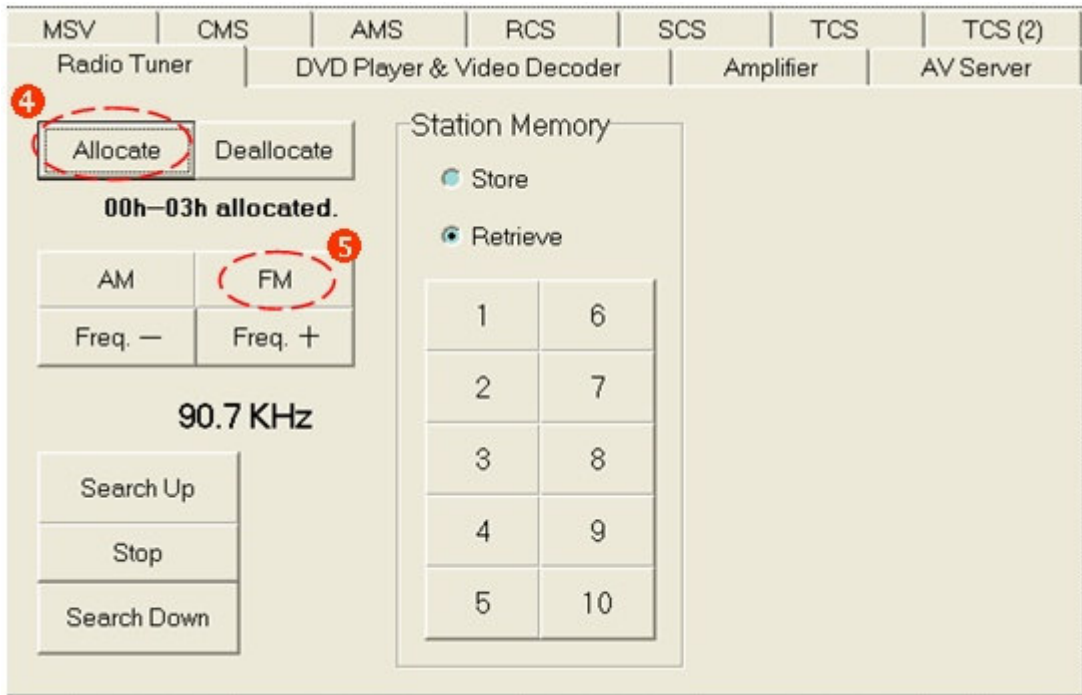 MSV CMS AMS RCS SCS TCS TCS (2)
Radio Tuner DVD Player & Video Decoder Amplifier AV Server
4
Allocate Deallocate
00h–03h allocated.
5
AM FM
Freq. – Freq. +
90.7 KHz
Search Up
Stop
Search Down
Station Memory
Store
Retrieve
1 6
2 7
3 8
4 9
5 10